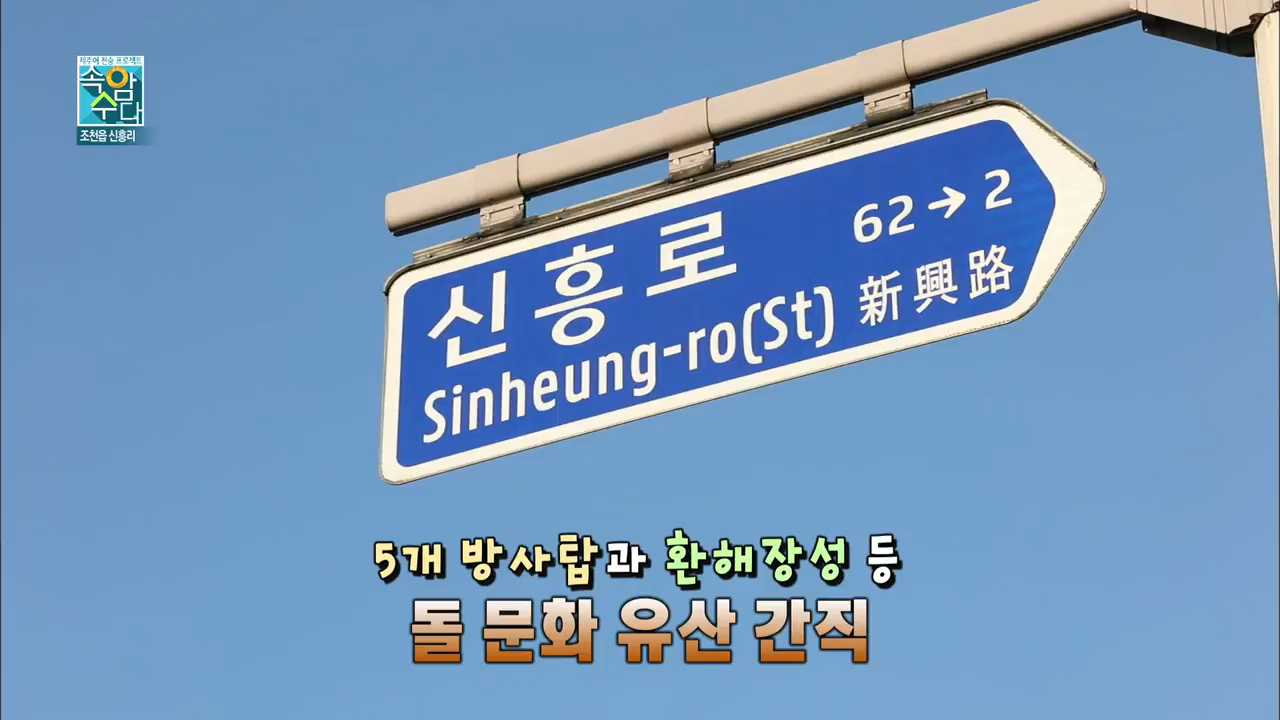 제주어 전승 프로젝트
속암수다
조천읍 신흥리
신흥로
62→2
Sinheung-ro(St)
新興路
5개 방사탑과 환해장성 등
돌 문화 유산 간직